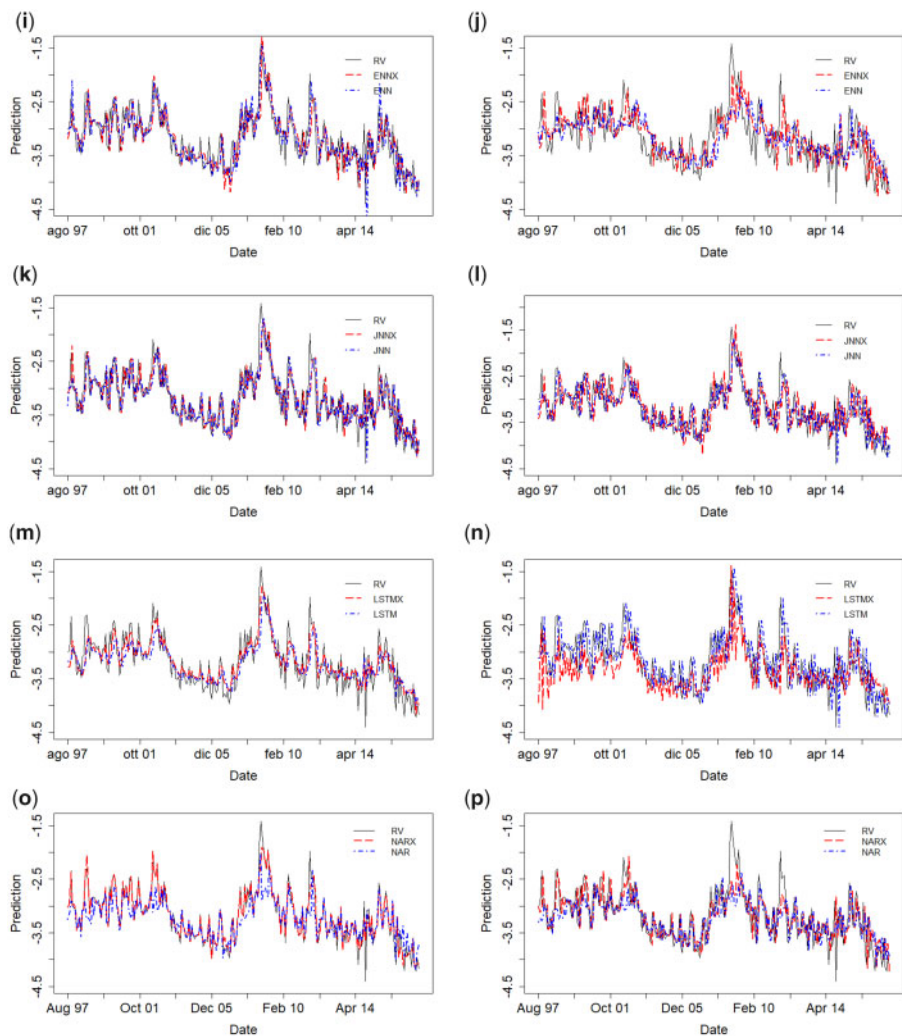 (i)
-1.5
-2.5
-3.5
-4.5
Prediction
RV
ENNX
ENN
ago 97 ott 01 dic 05 feb 10 apr 14
Date
(j)
-1.5
-2.5
-3.5
-4.5
Prediction
RV
ENNX
ENN
ago 97 ott 01 dic 05 feb 10 apr 14
Date
(k)
-1.5
-2.5
-3.5
-4.5
Prediction
RV
JNNX
JNN
ago 97 ott 01 dic 05 feb 10 apr 14
Date
(l)
-1.5
-2.5
-3.5
-4.5
Prediction
RV
JNNX
JNN
ago 97 ott 01 dic 05 feb 10 apr 14
Date
(m)
-1.5
-2.5
-3.5
-4.5
Prediction
RV
LSTMX
LSTM
ago 97 ott 01 dic 05 feb 10 apr 14
Date
(n)
-1.5
-2.5
-3.5
-4.5
Prediction
RV
LSTMX
LSTM
ago 97 ott 01 dic 05 feb 10 apr 14
Date
(o)
-1.5
-2.5
-3.5
-4.5
Prediction
RV
NARX
NAR
Aug 97 Oct 01 Dec 05 Feb 10 Apr 14
Date
(p)
-1.5
-2.5
-3.5
-4.5
Prediction
RV
NARX
NAR
Aug 97 Oct 01 Dec 05 Feb 10 Apr 14
Date